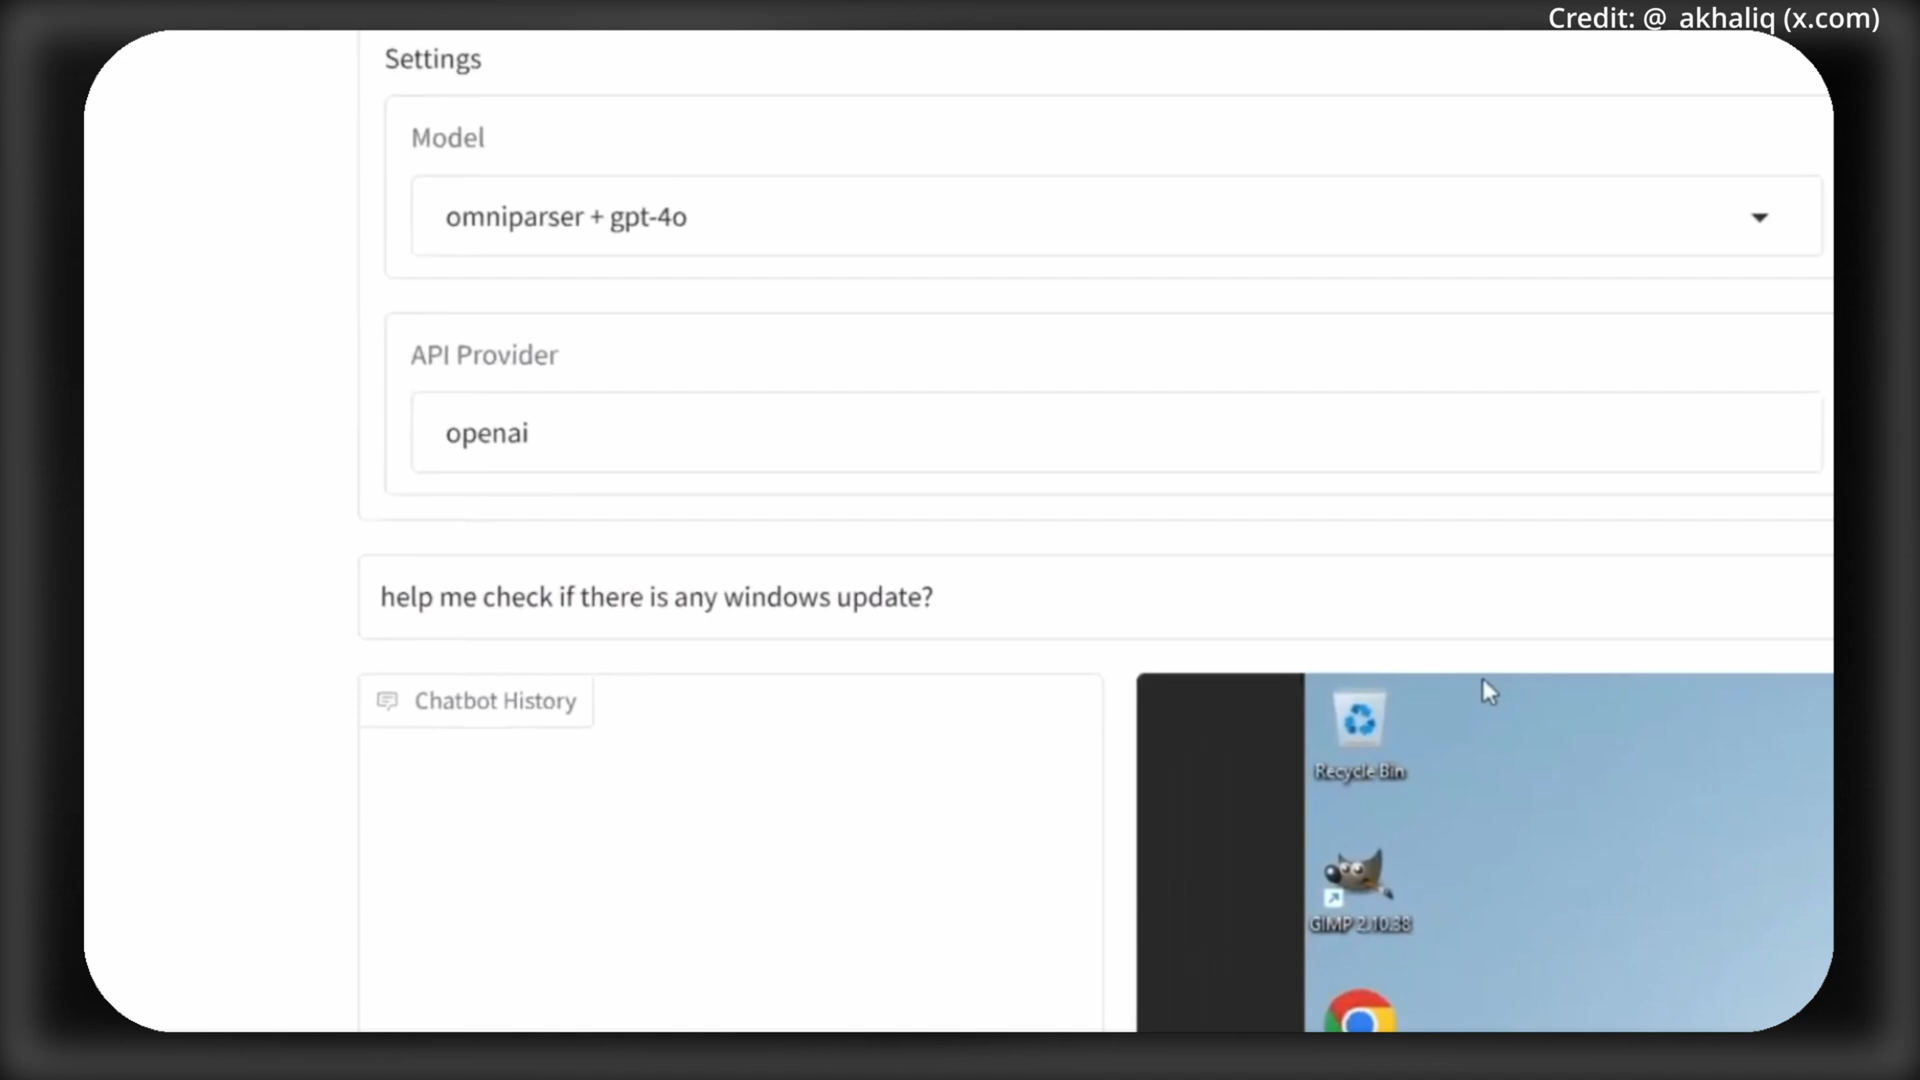 Credit: @_akhaliq (x.com)
Settings
Model
omniparser + gpt-4o
API Provider
openai
help me check if there is any windows update?
Chatbot History
Recycle Bin
GIMP 2.10.38